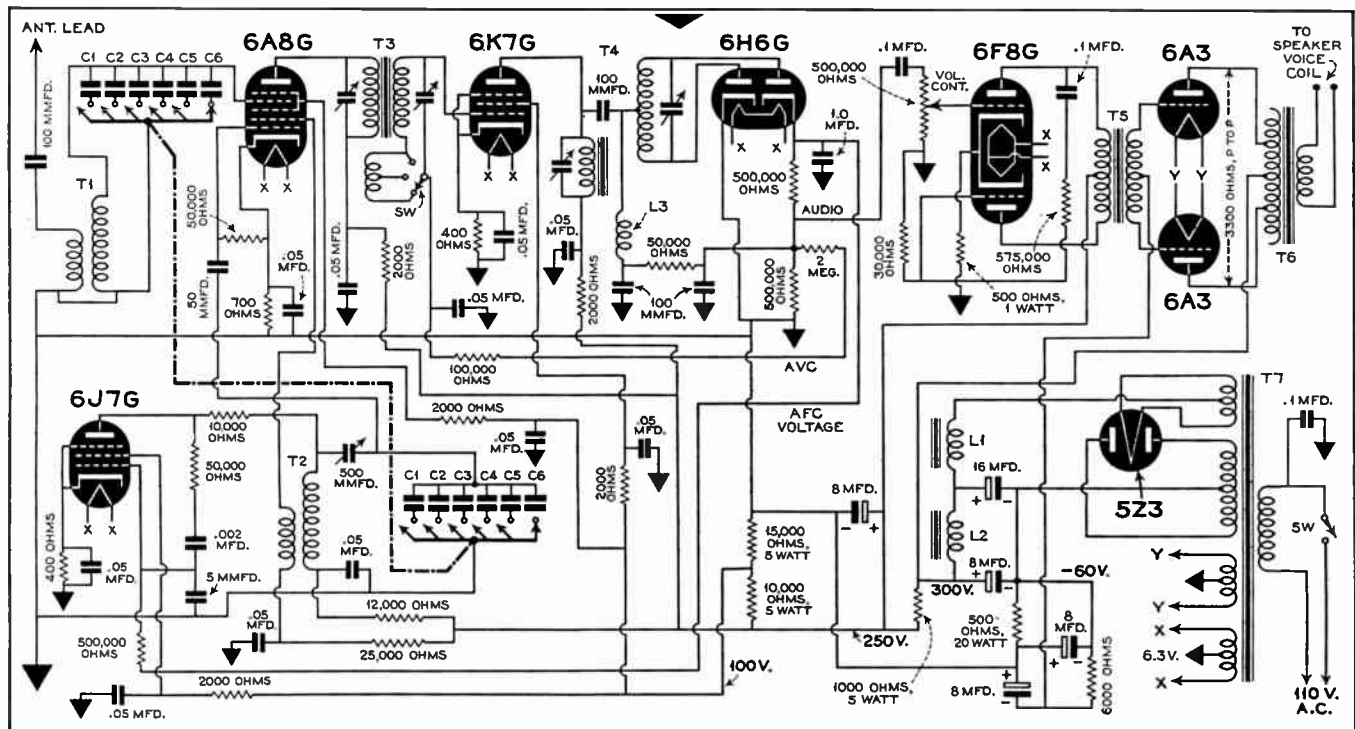 ANT. LEAD
C1 C2 C3 C4 C5 C6
6A8G
T3
6K7G
T4
6H6G
.1 MFD.
6F8G
.1 MFD.
6A3
TO SPEAKER VOICE COIL
100 MMFD.
T1
500,000 OHMS
VOL. CONT.
100 MMFD.
1.0 MFD.
T5
3300 OHMS, P TO P
T6
X X
X X
X X
X
X
Y Y
SW
50,000 OHMS
.05 MFD.
50 MMFD.
700 OHMS
.05 MFD.
2000 OHMS
400 OHMS
.05 MFD.
.05 MFD.
2000 OHMS
L3
50,000 OHMS
100 MMFD.
500,000 OHMS
AUDIO
2 MEG.
500,000 OHMS
30,000 OHMS
575,000 OHMS
500 OHMS, 1 WATT
6A3
.05 MFD.
100,000 OHMS
AVC
2000 OHMS
AFC VOLTAGE
6J7G
10,000 OHMS
50,000 OHMS
T2
500 MMFD.
C1 C2 C3 C4 C5 C6
.05 MFD.
.05 MFD.
2000 OHMS
L1
16 MFD.
+ -
5Z3
T7
.1 MFD.
X X
400 OHMS
.05 MFD.
.002 MFD.
5 MMFD.
.05 MFD.
8 MFD.
- +
15,000 OHMS, 5 WATT
10,000 OHMS, 5 WATT
L2
8 MFD.
+ -
-60V.
300V.
SW
Y
Y
X
6.3V.
X
500,000 OHMS
.05 MFD.
12,000 OHMS
25,000 OHMS
250V.
500 OHMS, 20 WATT
8 MFD.
+ -
6000 OHMS
2000 OHMS
100V.
1000 OHMS, 5 WATT
8 MFD.
+
-
110 V. A.C.
.05 MFD.